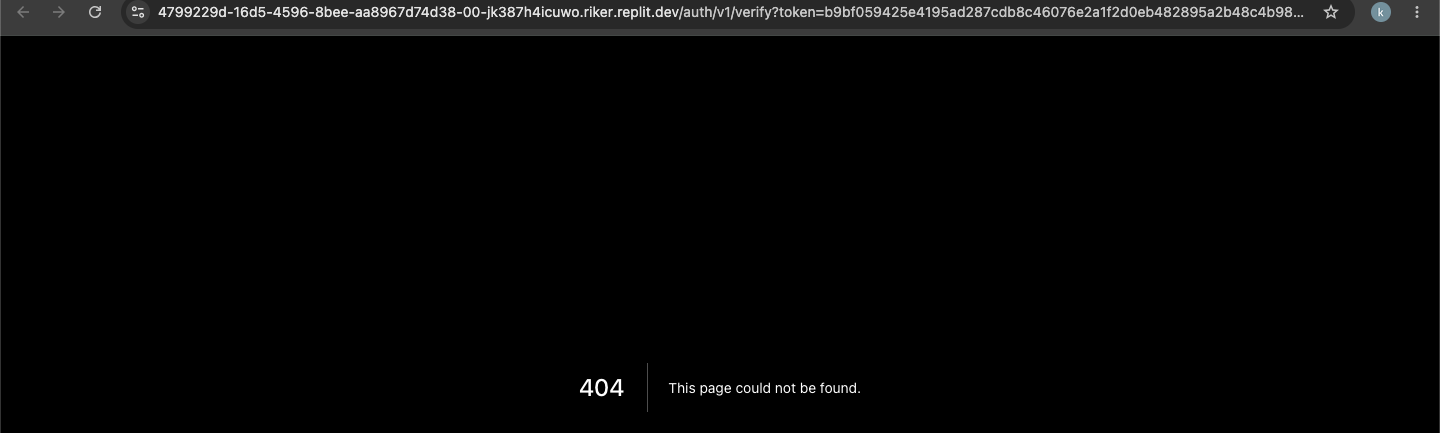 4799229d-16d5-4596-8bee-aa8967d74d38-00-jk387h4icuwo.riker.replit.dev/auth/v1/verify?token=b9bf059425e4195ad287cdb8c46076e2a1f2d0eb482895a2b48c4b98...
k
404
This page could not be found.